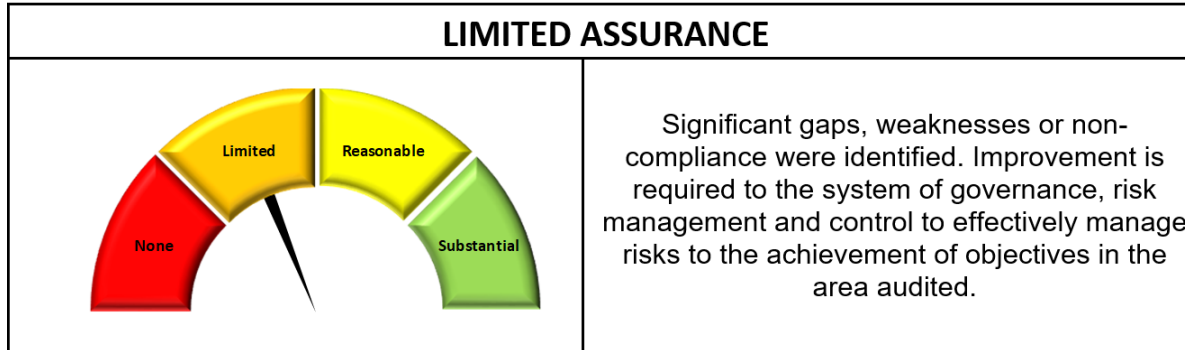 LIMITED ASSURANCE
Limited
Reasonable
None
Substantial
Significant gaps, weaknesses or non-
compliance were identified. Improvement is
required to the system of governance, risk
management and control to effectively manage
risks to the achievement of objectives in the
area audited.